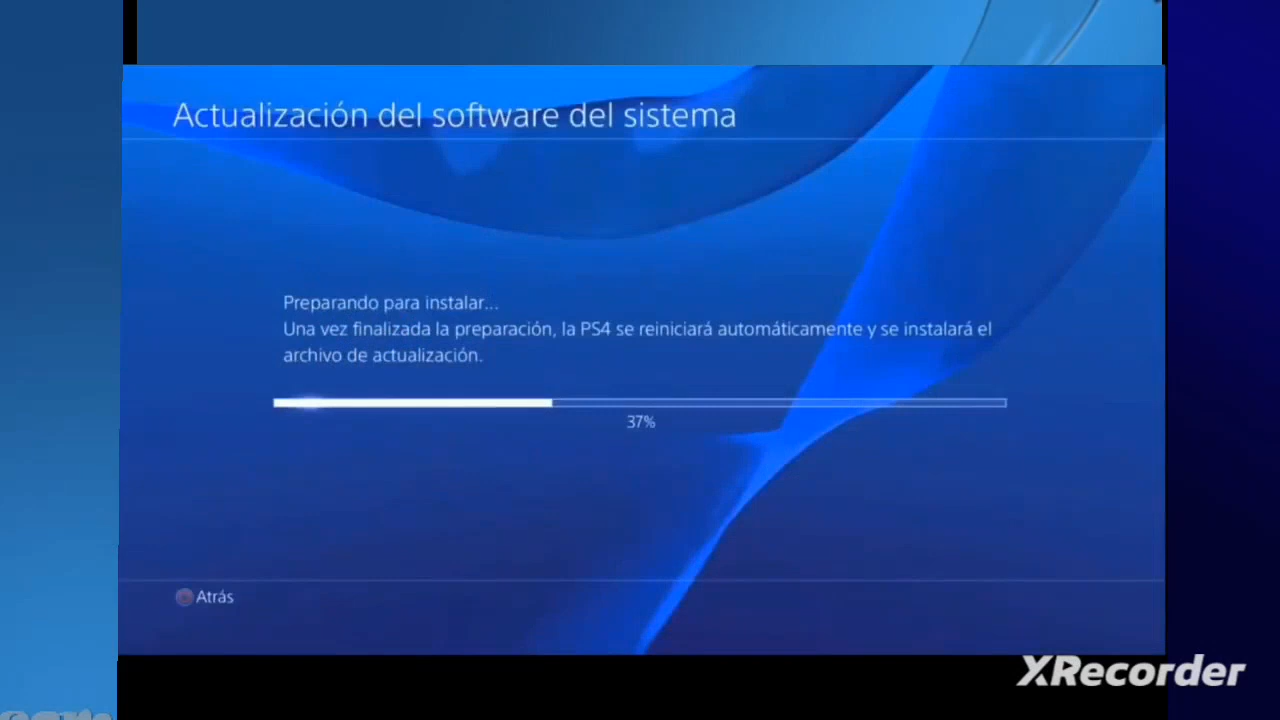 Actualización del software del sistema
Preparando para instalar...
Una vez finalizada la preparación, la PS4 se reiniciará automáticamente y se instalará el
archivo de actualización.
37%
Atrás
XRecorder